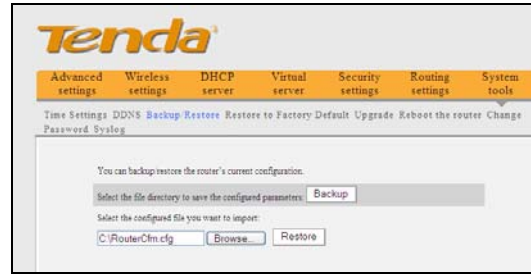 Tenda
Advanced settings Wireless settings DHCP server Virtual server Security settings Routing settings System tools
Time Settings DDNS Backup/Restore Restore to Factory Default Upgrade Reboot the router Change
Password Syslog
You can backup restore the router's current configuration.
Select the file directory to save the configured parameters: Backup
Select the configured file you want to import:
C:\RouterCfm.cfg Browse... Restore